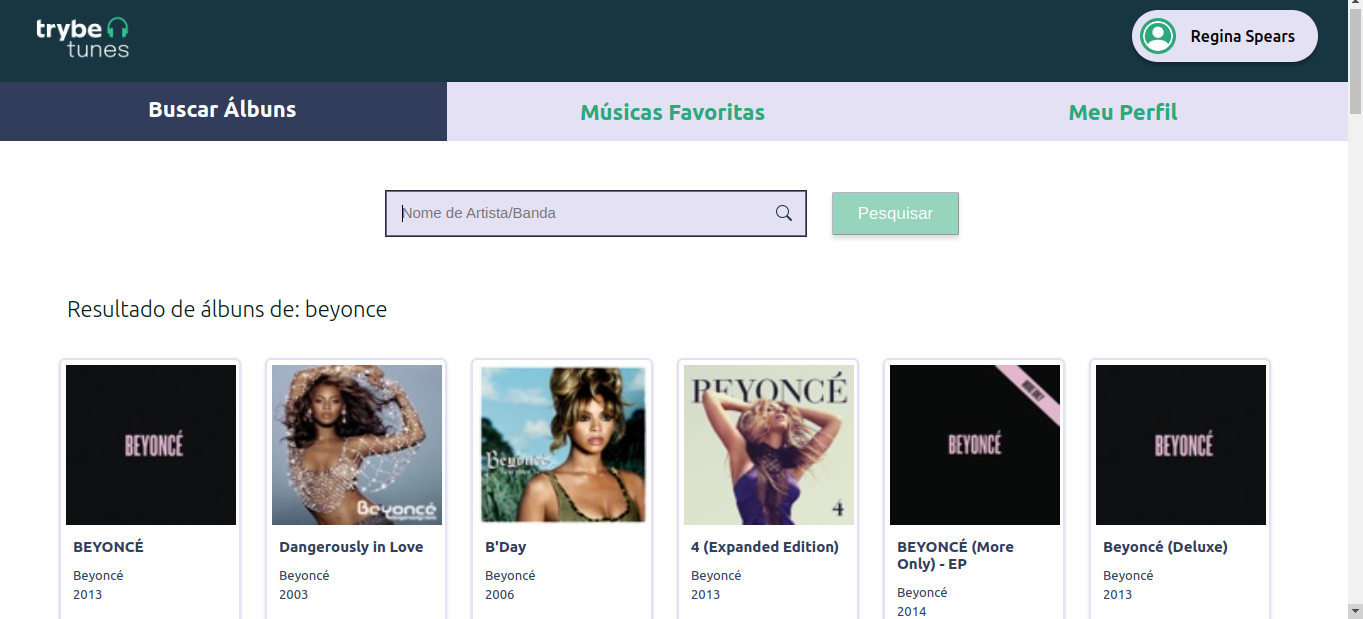 trybe
tunes
Regina Spears
Buscar Álbuns
Músicas Favoritas
Meu Perfil
Nome de Artista/Banda
Pesquisar
Resultado de álbuns de: beyonce
BEYONCÉ
Beyoncé
Beyoncé
BEYONCÉ
4
BEYONCÉ
BEYONCÉ
BEYONCÉ
Beyoncé
2013
Dangerously in Love
Beyoncé
2003
B'Day
Beyoncé
2006
4 (Expanded Edition)
Beyoncé
2013
BEYONCÉ (More
Only) - EP
Beyoncé
2014
Beyoncé (Deluxe)
Beyoncé
2013